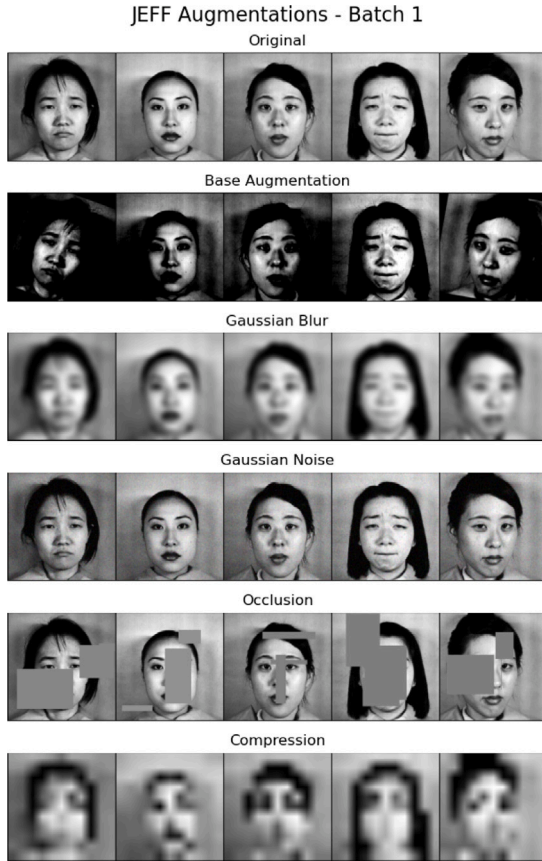 JEFF Augmentations - Batch 1
Original
Base Augmentation
Gaussian Blur
Gaussian Noise
Occlusion
Compression